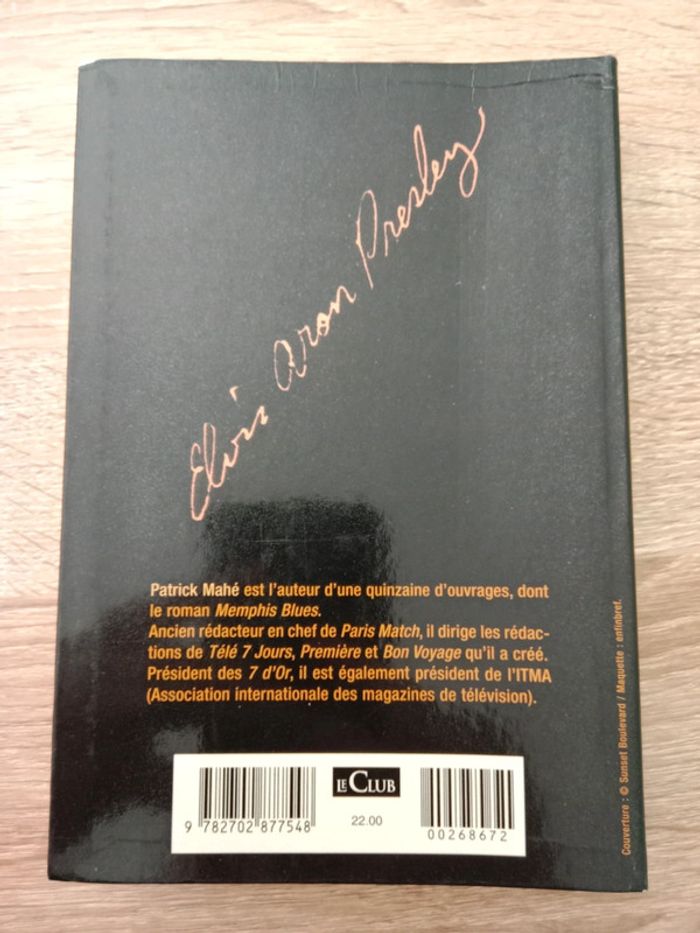 Elvis Aron Presley
Patrick Mahé est l'auteur d'une quinzaine d'ouvrages, dont
le roman Memphis Blues.
Ancien rédacteur en chef de Paris Match, il dirige les rédac-
tions de Télé 7 Jours, Première et Bon Voyage qu'il a créé.
Président des 7 d'Or, il est également président de l'ITMA
(Association internationale des magazines de télévision).
LE CLUB
9 782702 877548
22.00
00268672
Couverture : © Sunset Boulevard / Maquette : enfinbref.